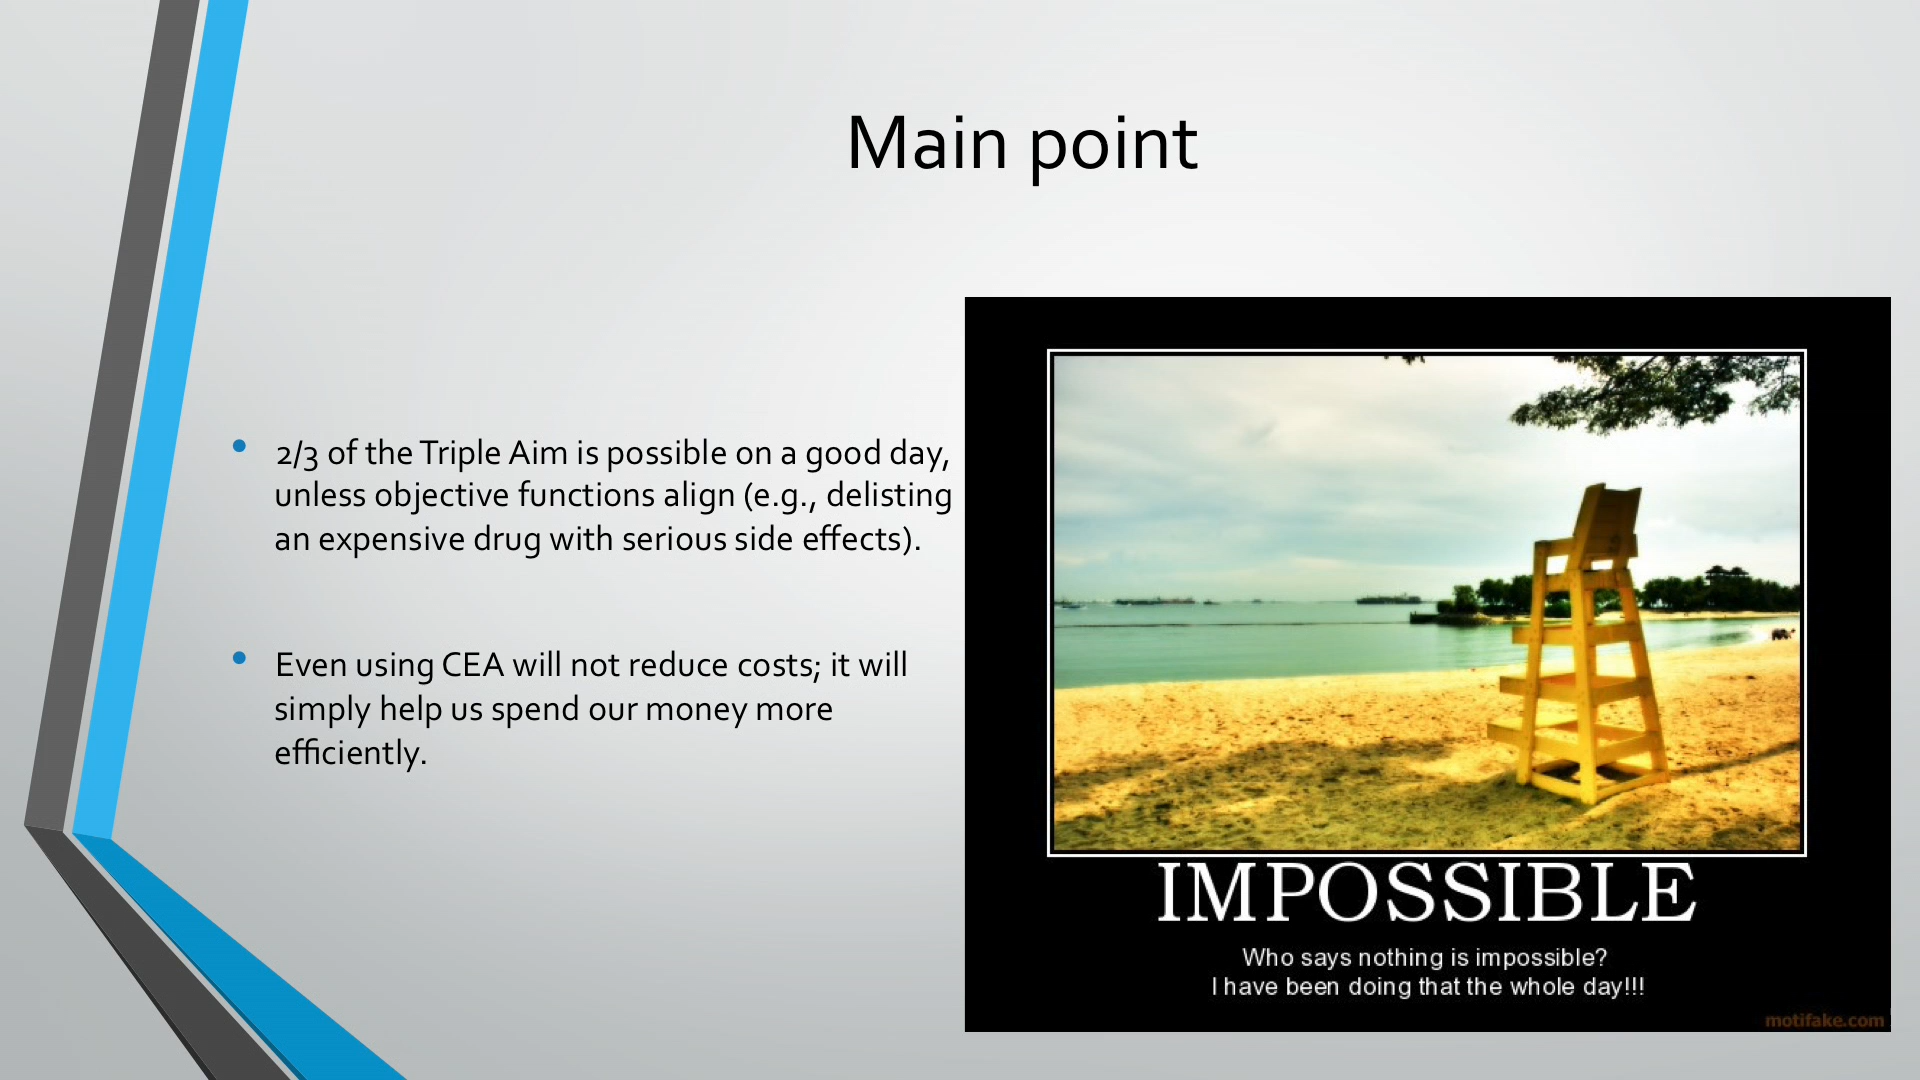 Main point
2/3 of the Triple Aim is possible on a good day,
unless objective functions align (e.g., delisting
an expensive drug with serious side effects).
Even using CEA will not reduce costs; it will
simply help us spend our money more
efficiently.
IMPOSSIBLE
Who says nothing is impossible?
I have been doing that the whole day!!!
motifake.com